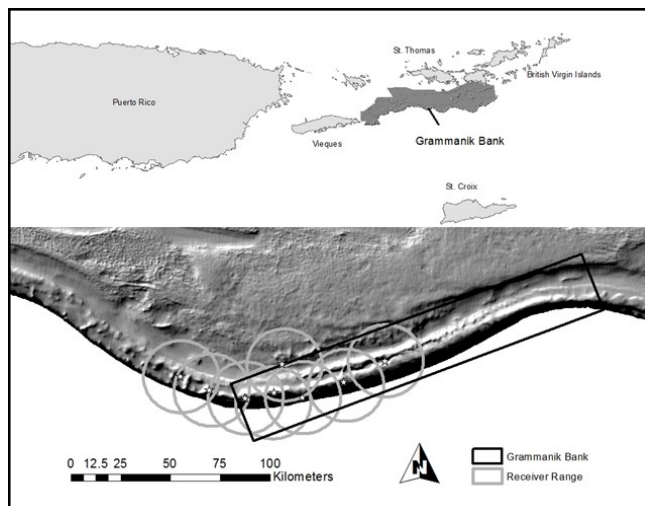 St. Thomas
British Virgin Islands
Puerto Rico
Grammanik Bank
Vieques
St. Croix
0 12.5 25 50 75 100
Kilometers
N
Grammanik Bank
Receiver Range